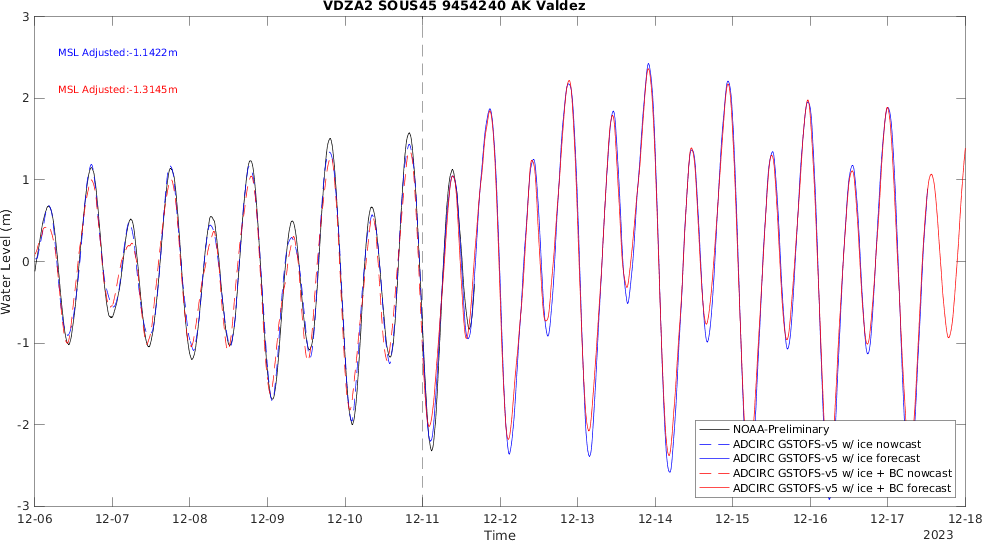 VDZA2 SOUS45 9454240 AK Valdez
MSL Adjusted:-1.1422m
MSL Adjusted:-1.3145m
3
2
1
0
-1
-2
-3
Water Level (m)
NOAA-Preliminary
ADCIRC GSTOFS-v5 w/ ice nowcast
ADCIRC GSTOFS-v5 w/ ice forecast
ADCIRC GSTOFS-v5 w/ ice + BC nowcast
ADCIRC GSTOFS-v5 w/ ice + BC forecast
12-06 12-07 12-08 12-09 12-10 12-11 12-12 12-13 12-14 12-15 12-16 12-17 12-18
Time
2023